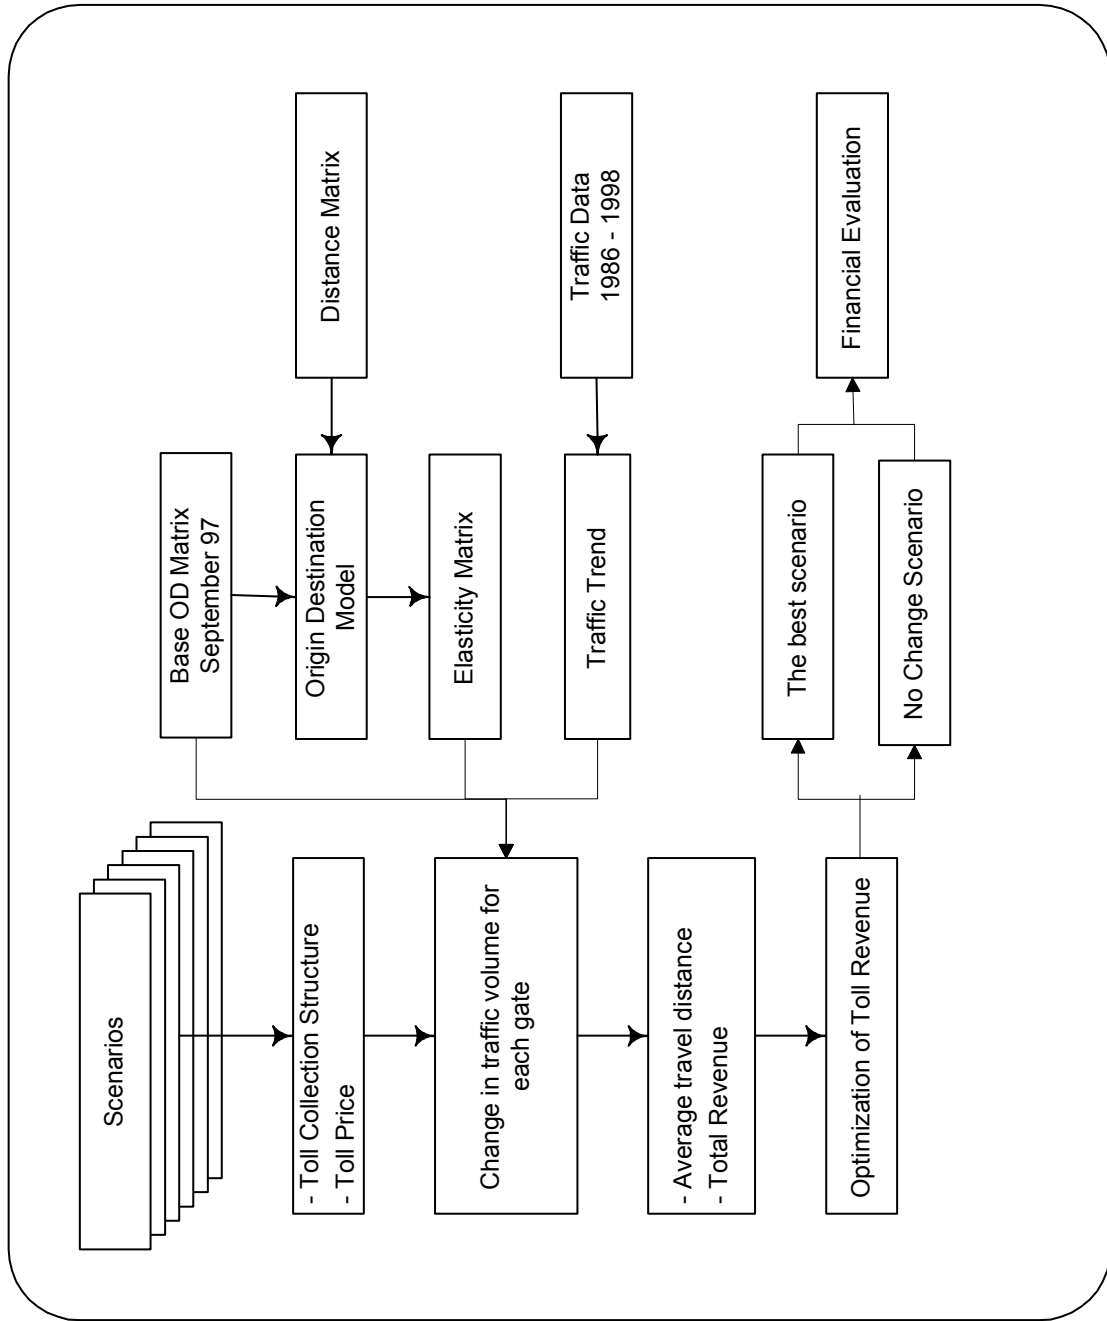 Scenarios
- Toll Collection Structure
- Toll Price
Change in traffic volume for
each gate
- Average travel distance
- Total Revenue
Optimization of Toll Revenue
Base OD Matrix
September 97
Origin Destination
Model
Elasticity Matrix
Traffic Trend
The best scenario
No Change Scenario
Distance Matrix
Traffic Data
1986 - 1998
Financial Evaluation